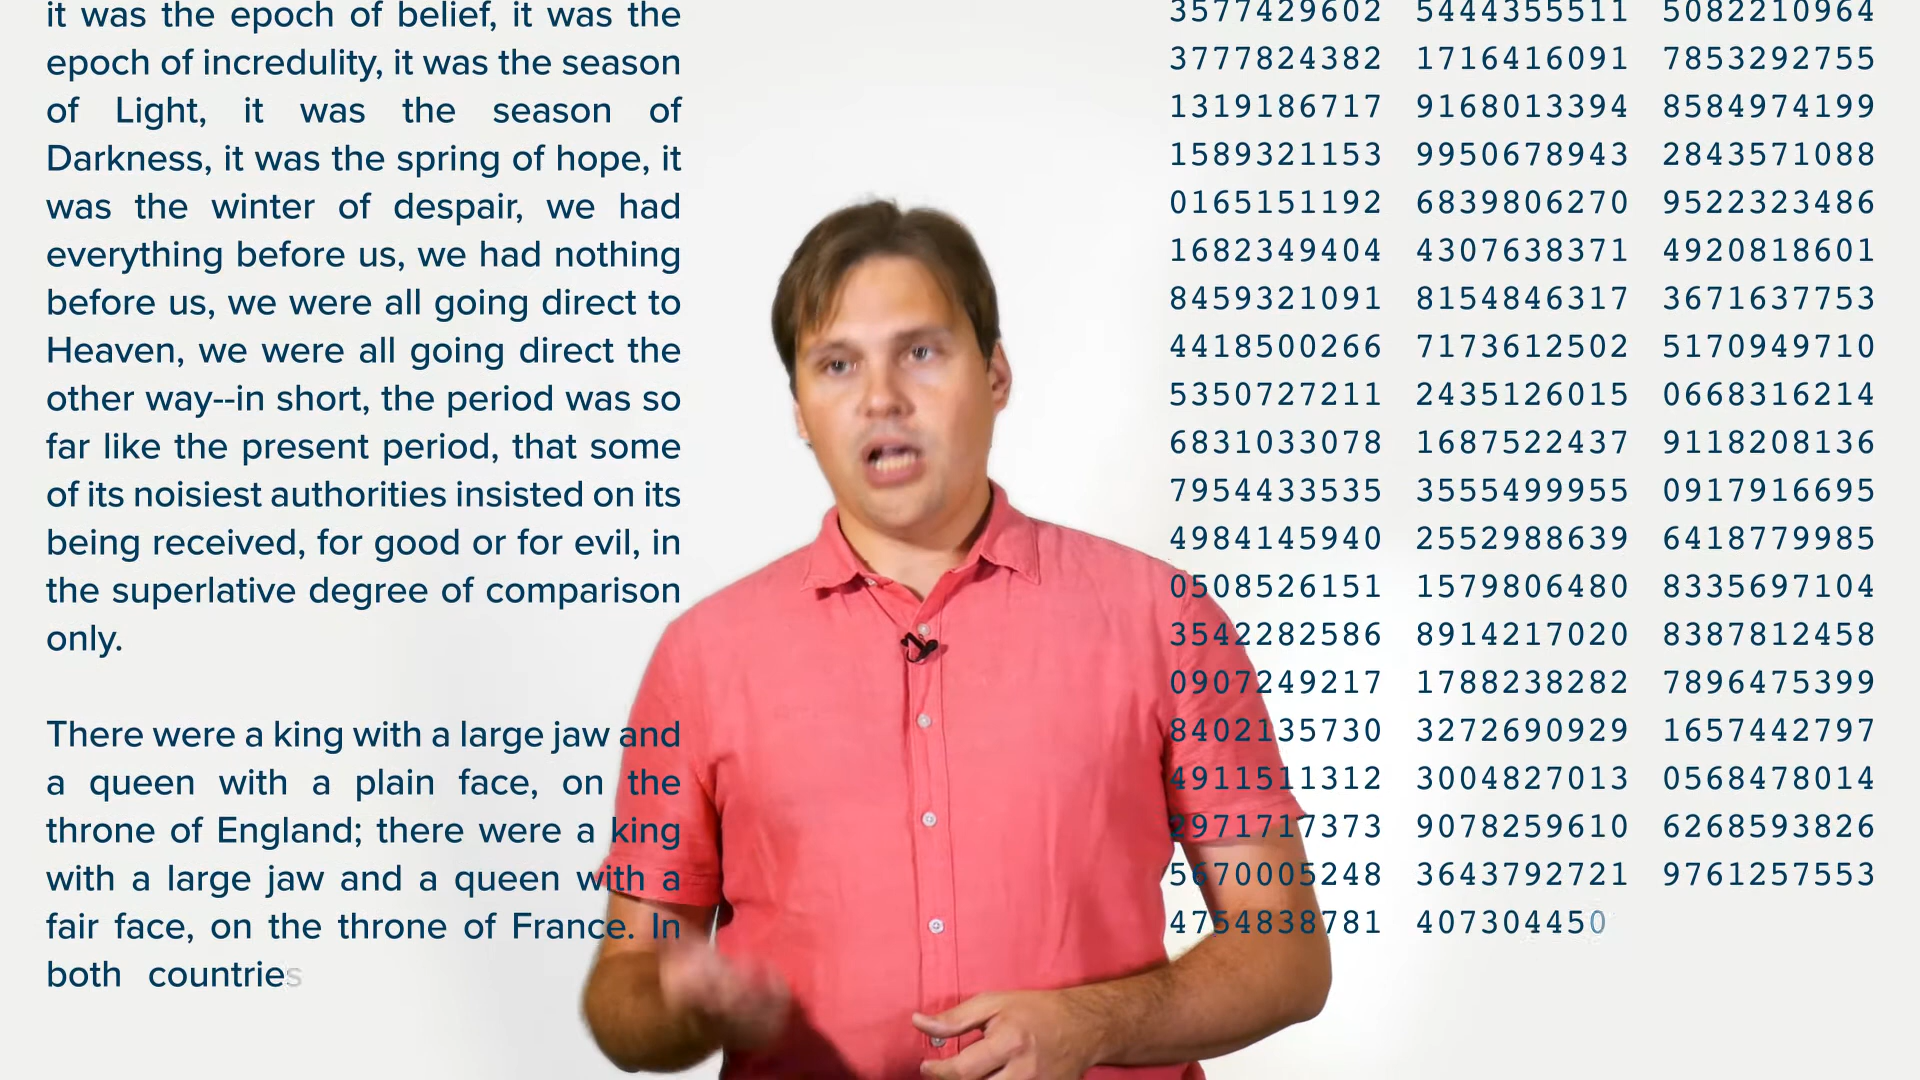 it was the epoch of belief, it was the
epoch of incredulity, it was the season
of Light, it was the season of
Darkness, it was the spring of hope, it
was the winter of despair, we had
everything before us, we had nothing
before us, we were all going direct to
Heaven, we were all going direct the
other way--in short, the period was so
far like the present period, that some
of its noisiest authorities insisted on its
being received, for good or for evil, in
the superlative degree of comparison
only.
There were a king with a large jaw and
a queen with a plain face, on the
throne of England; there were a king
with a large jaw and a queen with a
fair face, on the throne of France. In
both countries
3577429602 5444355511 5082210964
3777824382 1716416091 7853292755
1319186717 9168013394 8584974199
1589321153 9950678943 2843571088
0165151192 6839806270 9522323486
1682349404 4307638371 4920818601
8459321091 8154846317 3671637753
4418500266 7173612502 5170949710
5350727211 2435126015 0668316214
6831033078 1687522437 9118208136
7954433535 3555499955 0917916695
4984145940 2552988639 6418779985
0508526151 1579806480 8335697104
3542282586 8914217020 8387812458
0907249217 1788238282 7896475399
8402135730 3272690929 1657442797
4911511312 3004827013 0568478014
2971717373 9078259610 6268593826
5670005248 3643792721 9761257553
4754838781 407304450